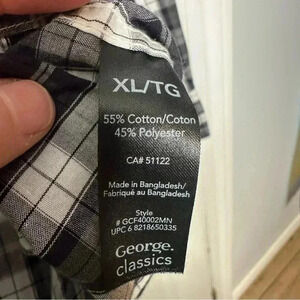 XL/TG
55% Cotton/Coton
45% Polyester
CA# 51122
Made in Bangladesh/
Fabriqué au Bangladesh
Style
# GCF40002MN
UPC 6 8218650335
George.
classics